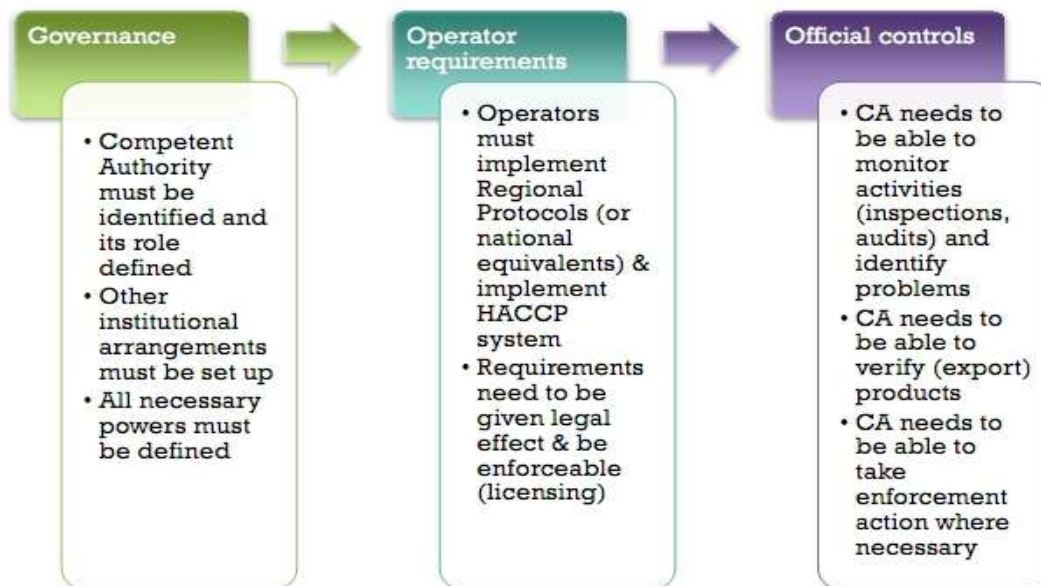 Governance
• Competent
Authority
must be
identified and
its role
defined
• Other
institutional
arrangements
must be set up
• All necessary
powers must
be defined
Operator
requirements
• Operators
must
implement
Regional
Protocols (or
national
equivalents) &
implement
HACCP
system
• Requirements
need to be
given legal
effect & be
enforceable
(licensing)
Official controls
• CA needs to
be able to
monitor
activities
(inspections,
audits) and
identify
problems
• CA needs to
be able to
verify (export)
products
• CA needs to
be able to
take
enforcement
action where
necessary